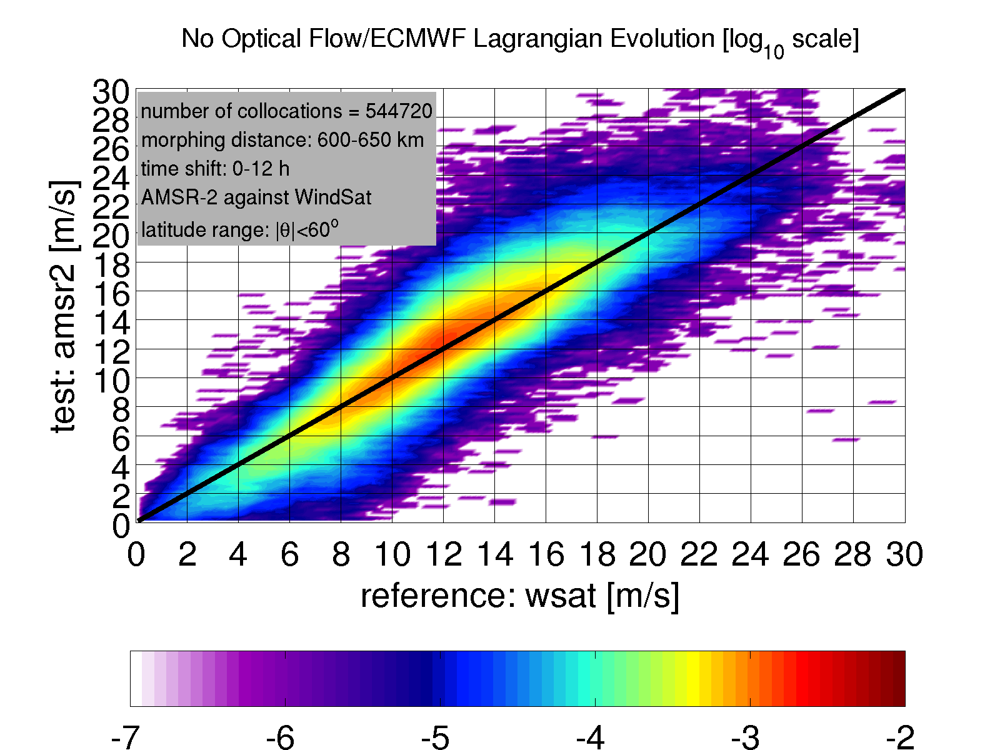 No Optical Flow/ECMWF Lagrangian Evolution [log₁₀ scale]
30
28
26
24
22
20
18
16
14
12
10
8
6
4
2
0
test: amsr2 [m/s]
number of collocations = 544720
morphing distance: 600-650 km
time shift: 0-12 h
AMSR-2 against WindSat
latitude range: |θ|<60°
0 2 4 6 8 10 12 14 16 18 20 22 24 26 28 30
reference: wsat [m/s]
-7 -6 -5 -4 -3 -2